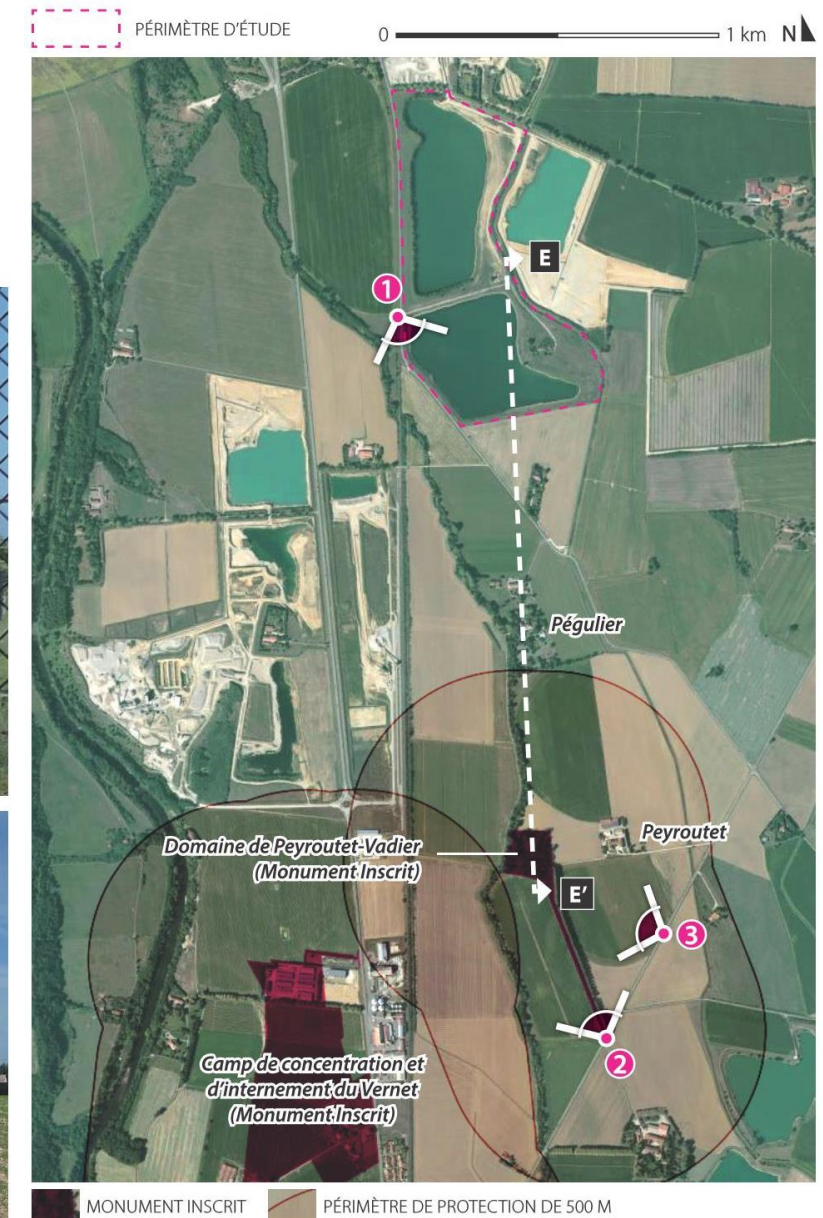 PÉRIMÈTRE D'ÉTUDE
0 1 km N
E
1
Pégulier
Domaine de Peyroutet-Vadier
(Monument Inscrit)
Peyroutet
E'
3
2
Camp de concentration et
d'internement du Vernet
(Monument Inscrit)
MONUMENT INSCRIT PÉRIMÈTRE DE PROTECTION DE 500 M